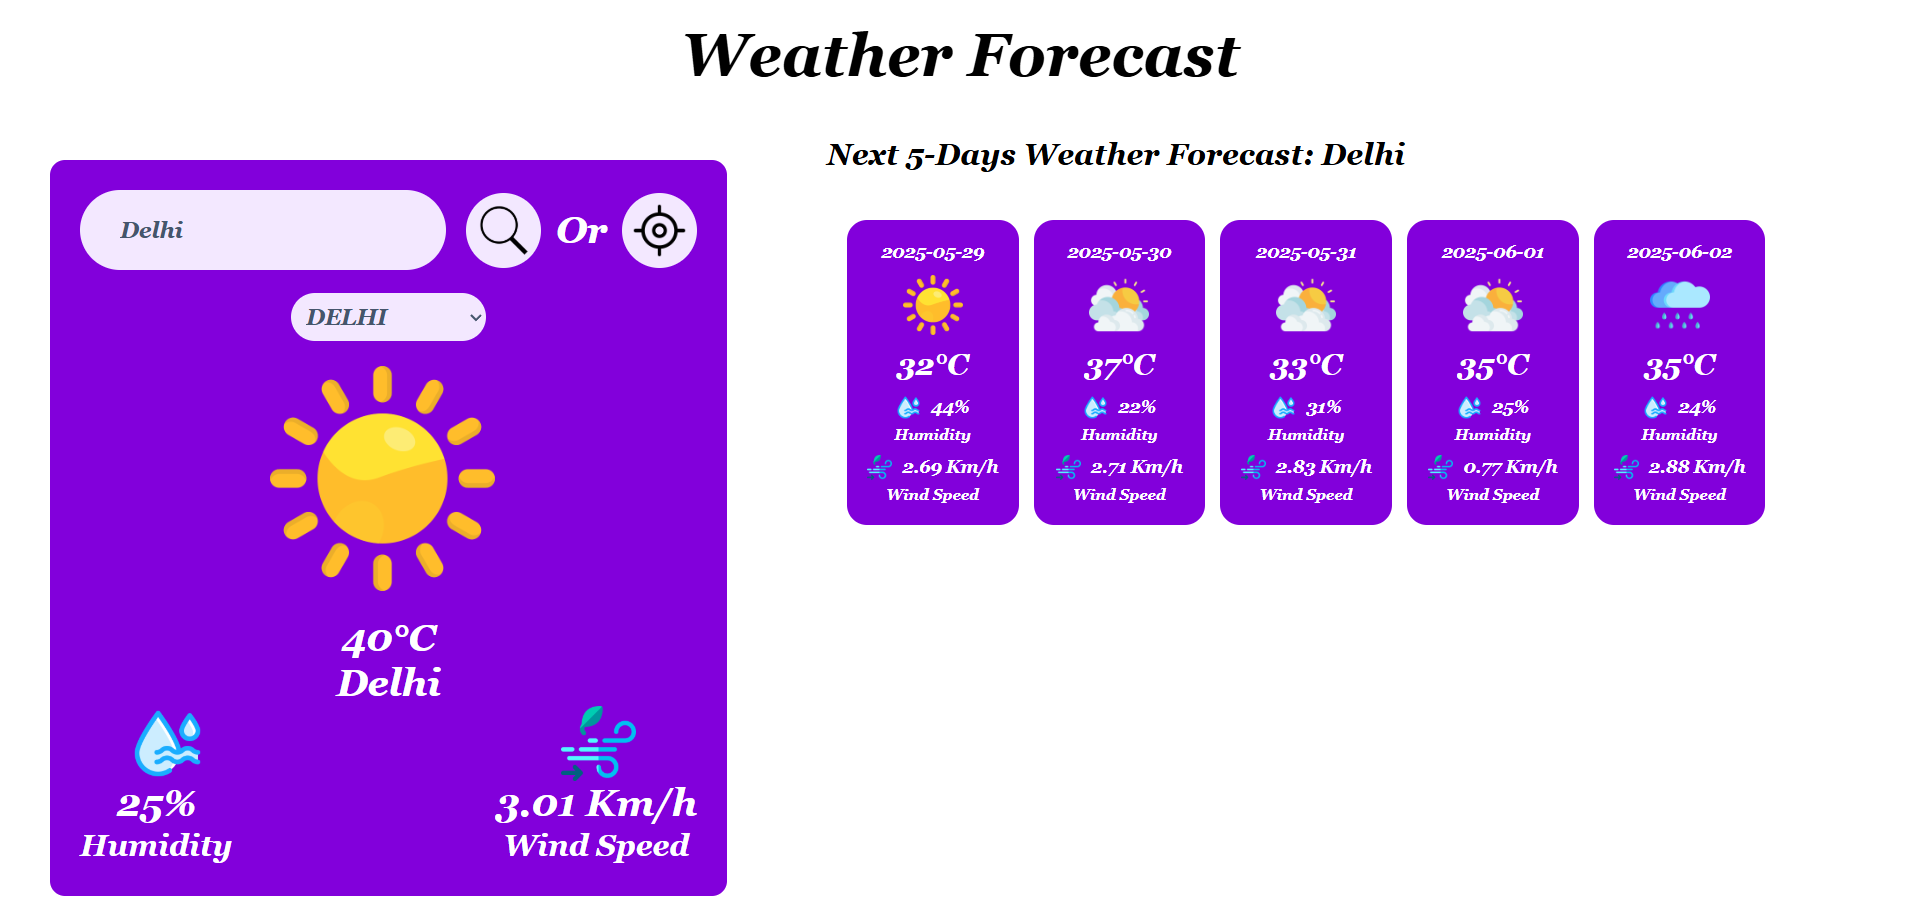 Weather Forecast
Delhi
Or
DELHI
40°C
Delhi
25%
Humidity
3.01 Km/h
Wind Speed
Next 5-Days Weather Forecast: Delhi
2025-05-29
32°C
44%
Humidity
2.69 Km/h
Wind Speed
2025-05-30
37°C
22%
Humidity
2.71 Km/h
Wind Speed
2025-05-31
33°C
31%
Humidity
2.83 Km/h
Wind Speed
2025-06-01
35°C
25%
Humidity
0.77 Km/h
Wind Speed
2025-06-02
35°C
24%
Humidity
2.88 Km/h
Wind Speed